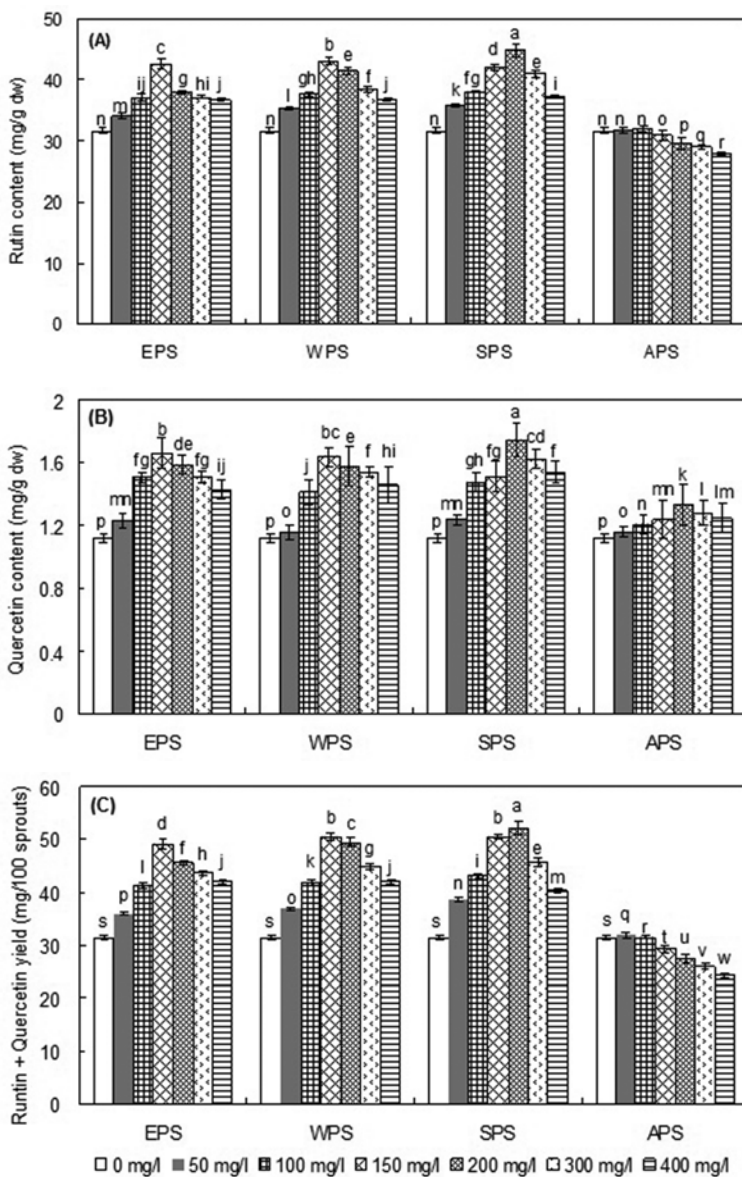 (A)
Rutin content (mg/g dw)
50
40
30
20
10
0
n m ij c g hi j
n l gh b e f j
n k fg d a e i
n n n o p q r
EPS WPS SPS APS
(B)
Quercetin content (mg/g dw)
2
1.6
1.2
0.8
0.4
0
p mn fg b de fg ij
p o j bc e f hi
p mn gh fg a cd f
p o n mn k l lm
EPS WPS SPS APS
(C)
Runtin + Quercetin yield (mg/100 sprouts)
60
50
40
30
20
10
0
s p l d f h j
s o k b c g j
s n i b a e m
s q r t u v w
EPS WPS SPS APS
0 mg/l 50 mg/l 100 mg/l 150 mg/l 200 mg/l 300 mg/l 400 mg/l